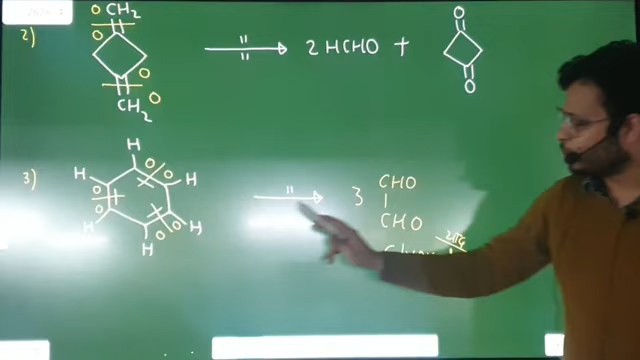 O CH₂
2)
O
" "
2 HCHO +
O
O
O
CH₂ O
H
3)
H O H
O O
O
"
3 CHO
|
CHO
H O H
O
H